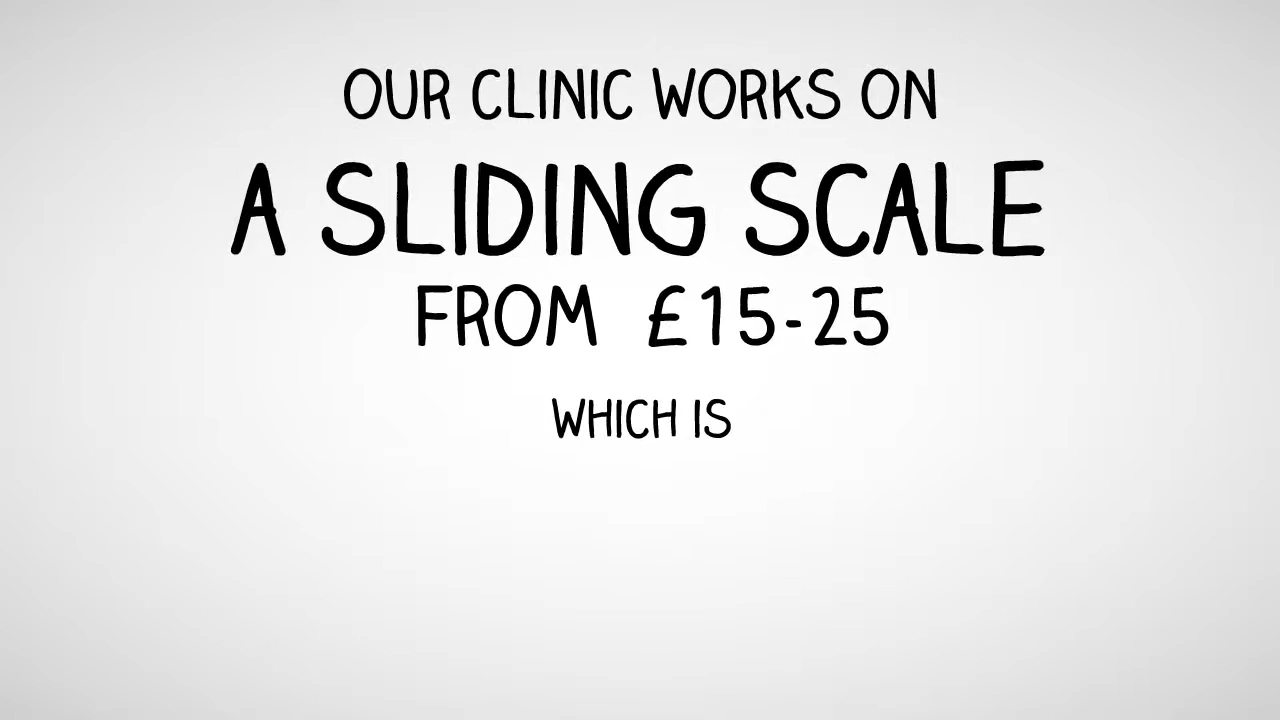 OUR CLINIC WORKS ON
A SLIDING SCALE
FROM £15-25
WHICH IS